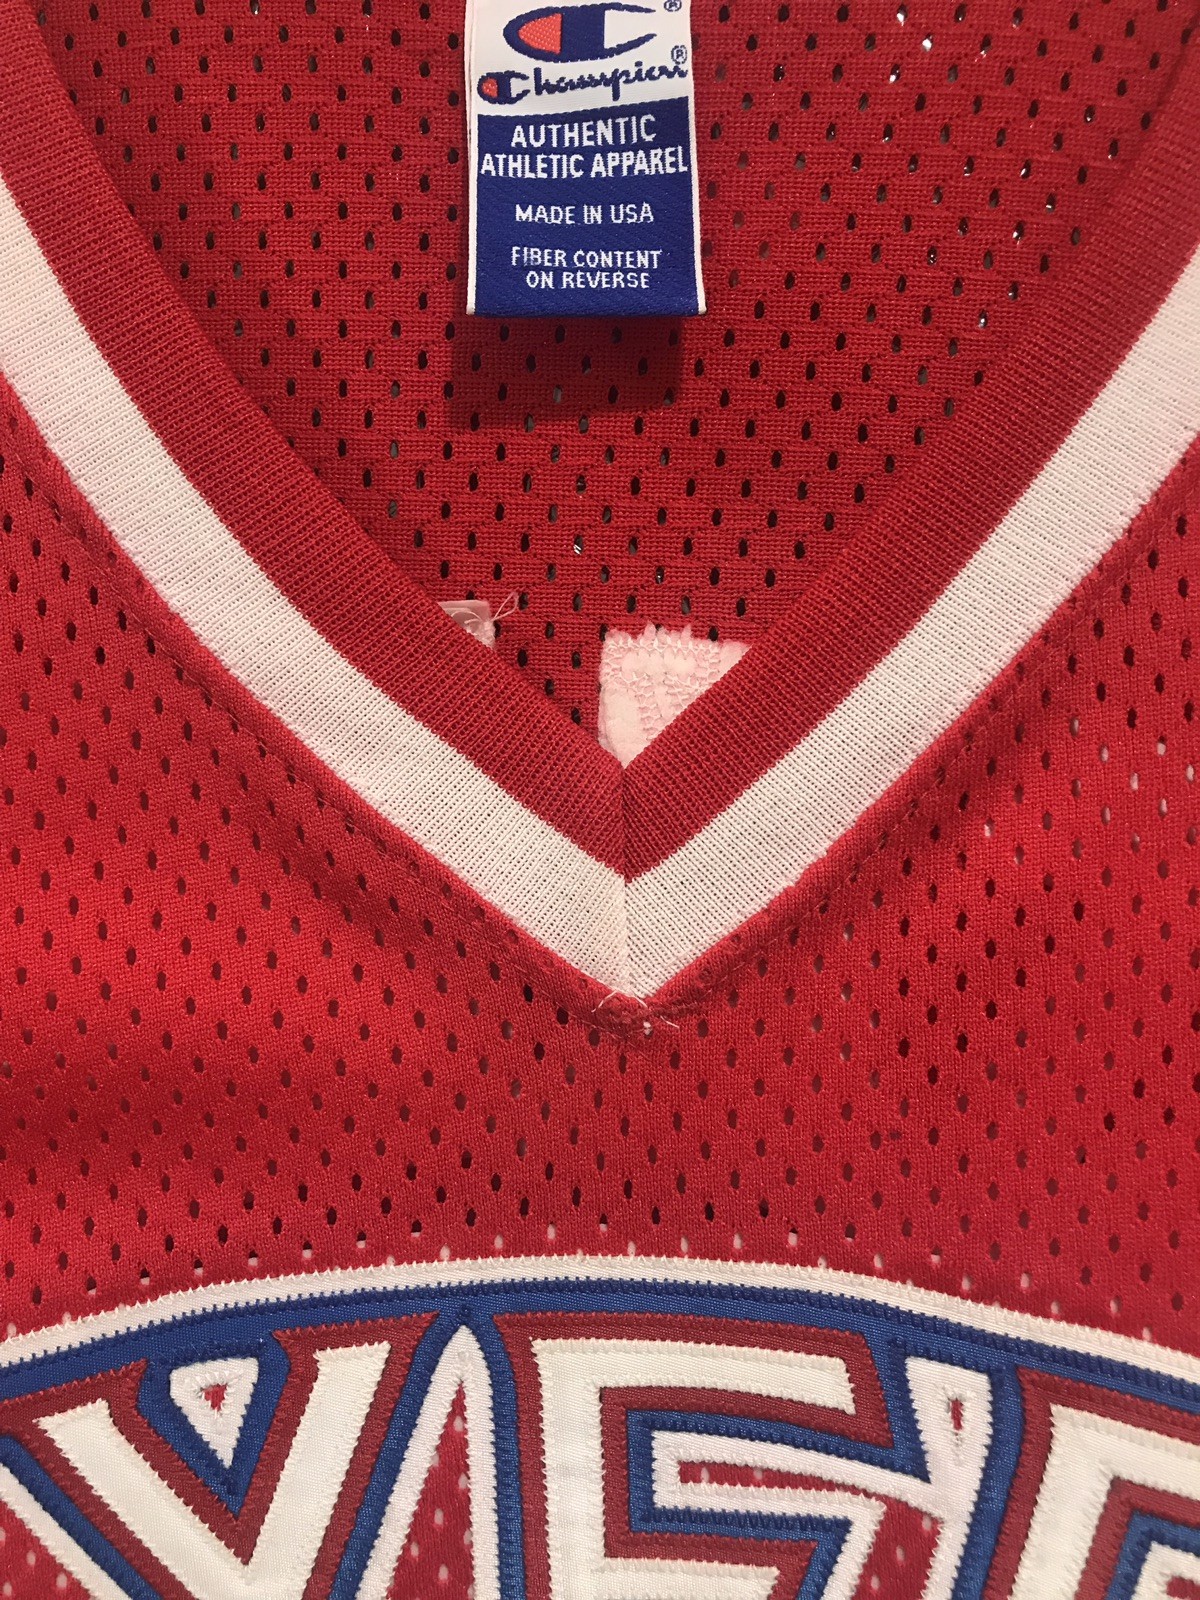 ®
Champion®
AUTHENTIC
ATHLETIC APPAREL
MADE IN USA
FIBER CONTENT
ON REVERSE